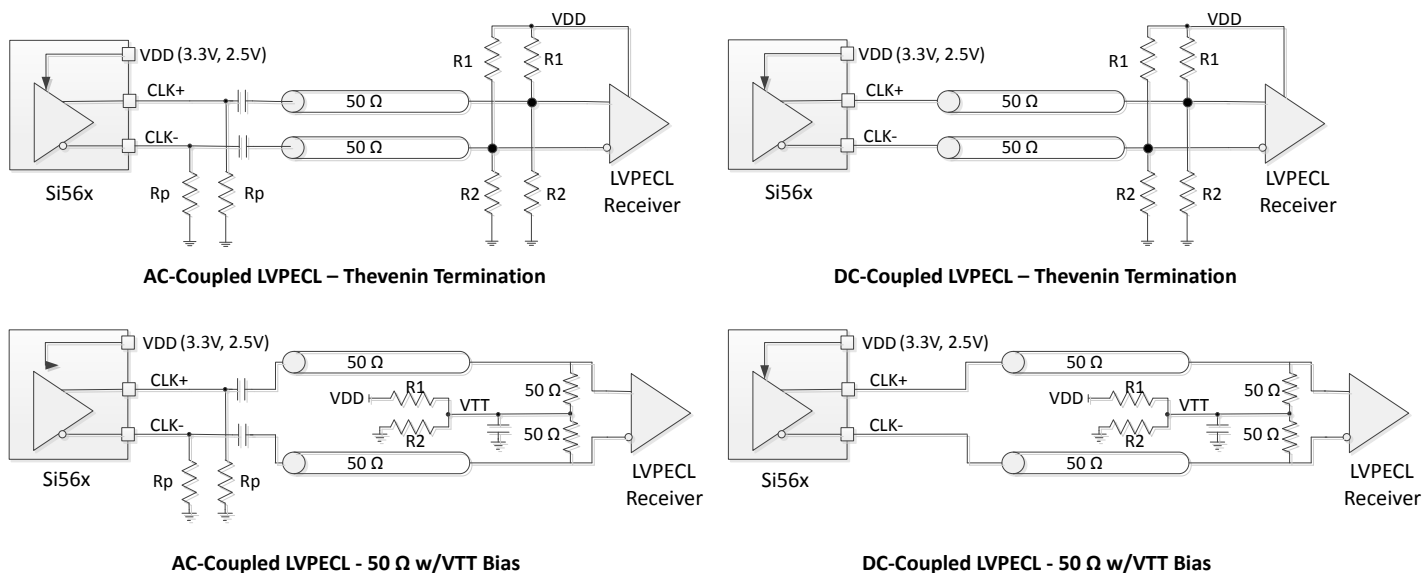 VDD
VDD (3.3V, 2.5V)
R1
R1
CLK+
50 Ω
CLK-
50 Ω
Si56x
Rp
Rp
R2
R2
LVPECL
Receiver
AC-Coupled LVPECL – Thevenin Termination
VDD
VDD (3.3V, 2.5V)
R1
R1
CLK+
50 Ω
CLK-
50 Ω
Si56x
R2
R2
LVPECL
Receiver
DC-Coupled LVPECL – Thevenin Termination
VDD (3.3V, 2.5V)
50 Ω
CLK+
R1
50 Ω
VDD
VTT
CLK-
R2
50 Ω
50 Ω
Si56x
Rp
Rp
LVPECL
Receiver
AC-Coupled LVPECL - 50 Ω w/VTT Bias
VDD (3.3V, 2.5V)
50 Ω
CLK+
R1
50 Ω
VDD
VTT
CLK-
R2
50 Ω
50 Ω
Si56x
LVPECL
Receiver
DC-Coupled LVPECL - 50 Ω w/VTT Bias